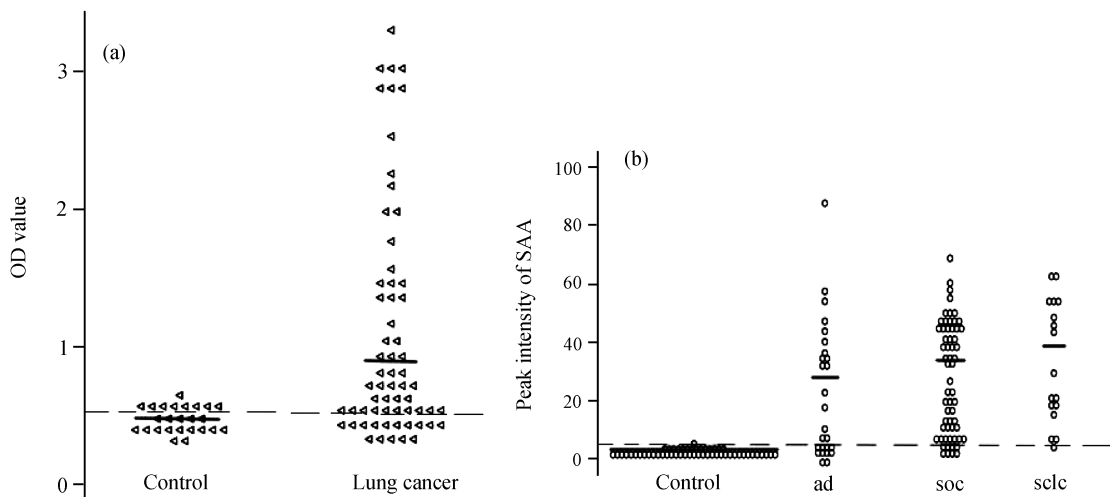 (a)
OD value
3
2
1
0
Control
Lung cancer
(b)
Peak intensity of SAA
100
80
60
40
20
0
Control
ad
soc
sclc